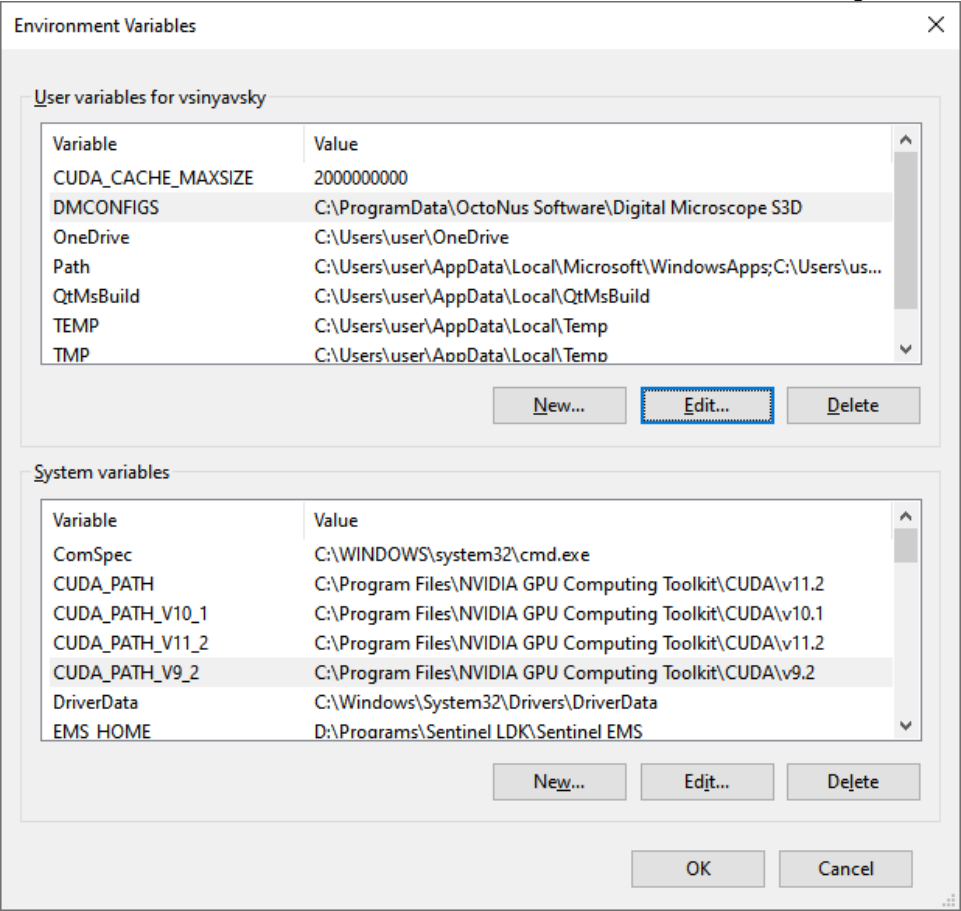 Environment Variables
User variables for vsinyavsky
Variable Value
CUDA_CACHE_MAXSIZE 2000000000
DMCONFIGS C:\ProgramData\OctoNus Software\Digital Microscope S3D
OneDrive C:\Users\user\OneDrive
Path C:\Users\user\AppData\Local\Microsoft\WindowsApps;C:\Users\us...
QtMsBuild C:\Users\user\AppData\Local\QtMsBuild
TEMP C:\Users\user\AppData\Local\Temp
TMP C:\Users\user\AppData\Local\Temp
New... Edit... Delete
System variables
Variable Value
ComSpec C:\WINDOWS\system32\cmd.exe
CUDA_PATH C:\Program Files\NVIDIA GPU Computing Toolkit\CUDA\v11.2
CUDA_PATH_V10_1 C:\Program Files\NVIDIA GPU Computing Toolkit\CUDA\v10.1
CUDA_PATH_V11_2 C:\Program Files\NVIDIA GPU Computing Toolkit\CUDA\v11.2
CUDA_PATH_V9_2 C:\Program Files\NVIDIA GPU Computing Toolkit\CUDA\v9.2
DriverData C:\Windows\System32\Drivers\DriverData
EMS_HOME D:\Programs\Sentinel LDK\Sentinel EMS
New... Edit... Delete
OK Cancel